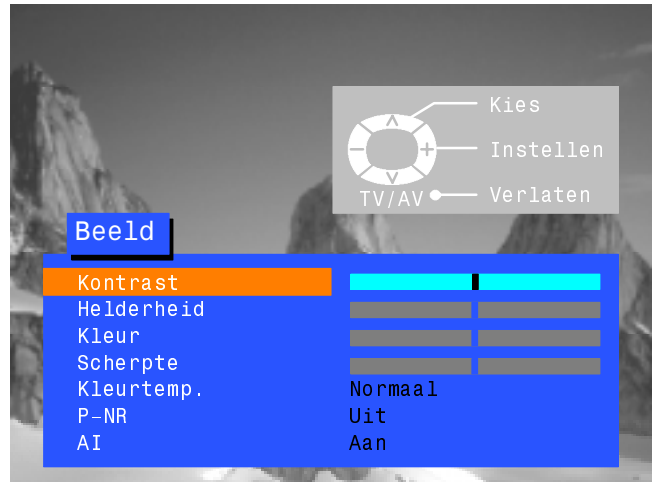 Kies
Instellen
TV/AV Verlaten
Beeld
Kontrast
Helderheid
Kleur
Scherpte
Kleurtemp. Normaal
P-NR Uit
AI Aan